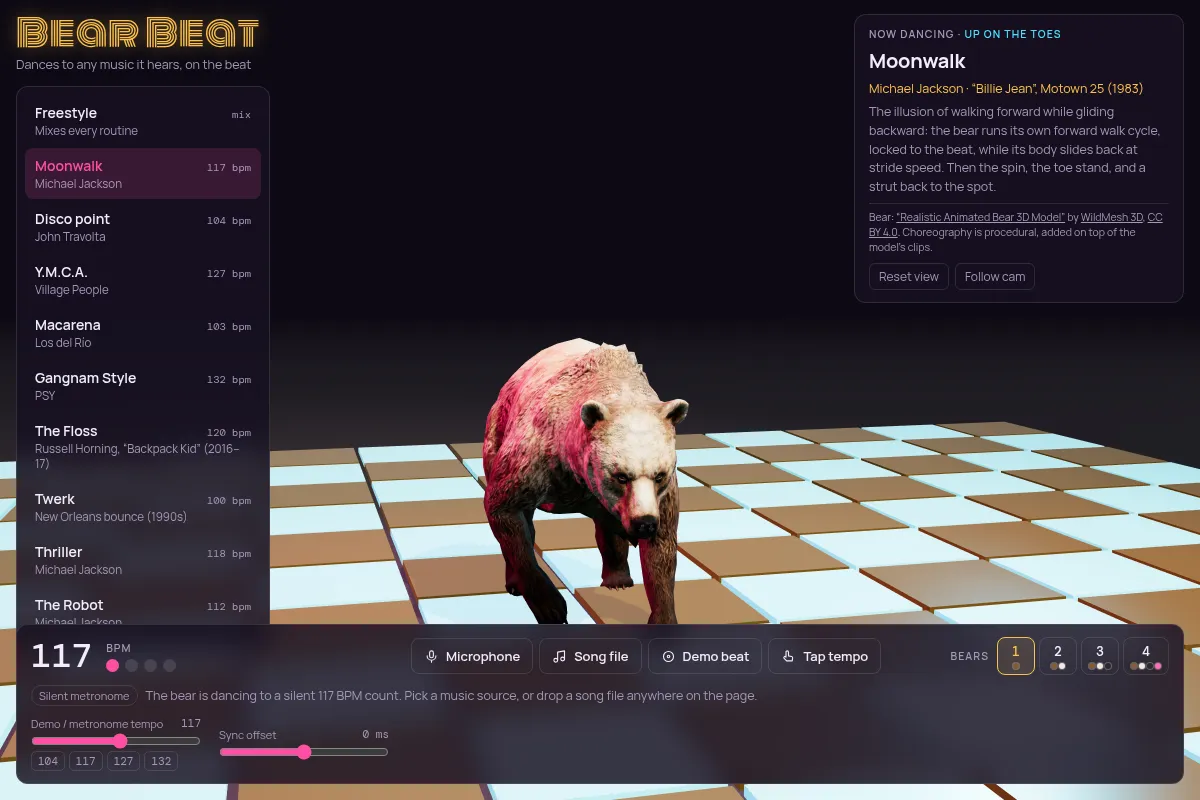 BEAR BEAT
Dances to any music it hears, on the beat
Freestyle
mix
Mixes every routine
Moonwalk
117 bpm
Michael Jackson
Disco point
104 bpm
John Travolta
Y.M.C.A.
127 bpm
Village People
Macarena
103 bpm
Los del Río
Gangnam Style
132 bpm
PSY
The Floss
120 bpm
Russell Horning, “Backpack Kid” (2016–
17)
Twerk
100 bpm
New Orleans bounce (1990s)
Thriller
118 bpm
Michael Jackson
The Robot
112 bpm
Michael Jackson
NOW DANCING · UP ON THE TOES
Moonwalk
Michael Jackson · “Billie Jean”, Motown 25 (1983)
The illusion of walking forward while gliding
backward: the bear runs its own forward walk cycle,
locked to the beat, while its body slides back at
stride speed. Then the spin, the toe stand, and a
strut back to the spot.
Bear: “Realistic Animated Bear 3D Model” by WildMesh 3D, CC
BY 4.0. Choreography is procedural, added on top of the
model's clips.
Reset view
Follow cam
117
BPM
Microphone
Song file
Demo beat
Tap tempo
BEARS
1
2
3
4
Silent metronome
The bear is dancing to a silent 117 BPM count. Pick a music source, or drop a song file anywhere on the page.
Demo / metronome tempo
117
104
117
127
132
Sync offset
0 ms